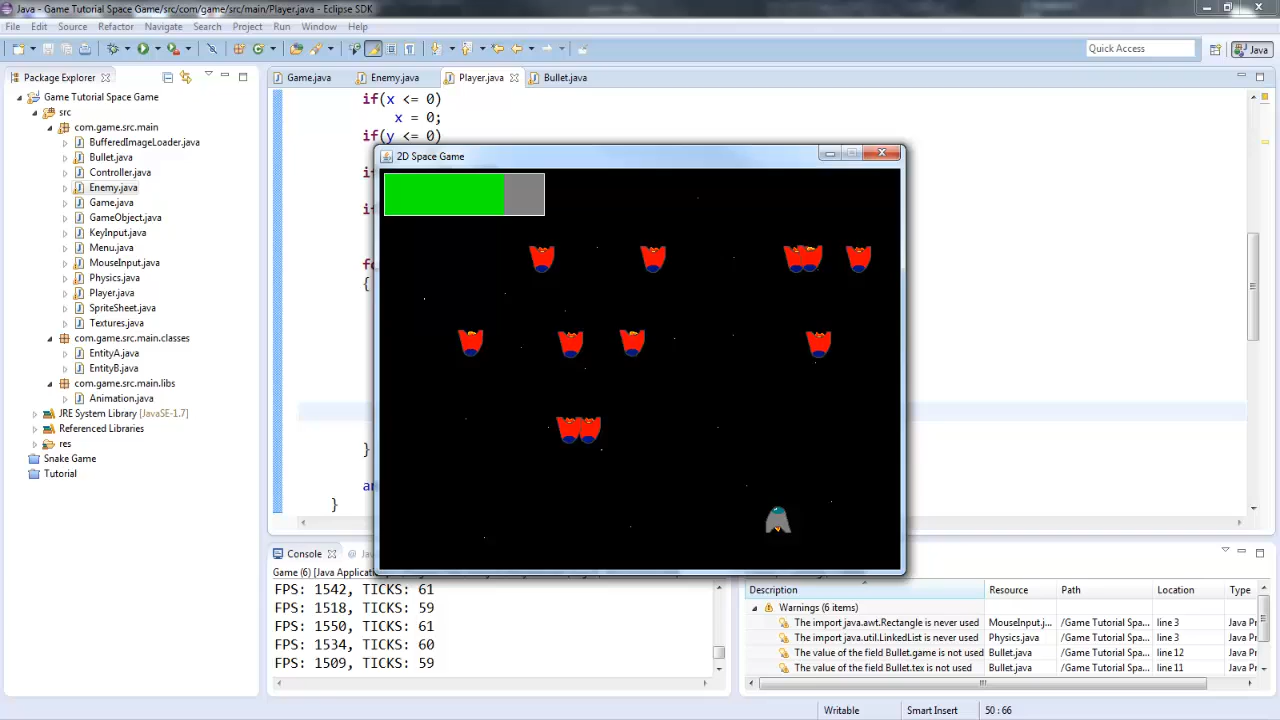 Java - Game Tutorial Space Game/src/com/game/src/main/Player.java - Eclipse SDK
File Edit Source Refactor Navigate Search Project Run Window Help
Quick Access
Java
Package Explorer
Game.java
Enemy.java
Player.java
Bullet.java
Game Tutorial Space Game
src
com.game.src.main
BufferedImageLoader.java
Bullet.java
Controller.java
Enemy.java
Game.java
GameObject.java
KeyInput.java
Menu.java
MouseInput.java
Physics.java
Player.java
SpriteSheet.java
Textures.java
com.game.src.main.classes
EntityA.java
EntityB.java
com.game.src.main.libs
Animation.java
JRE System Library [JavaSE-1.7]
Referenced Libraries
res
Snake Game
Tutorial
if(x <= 0)
x = 0;
if(y <= 0)
{
}
}
2D Space Game
Console
Game (6) [Java Applic
FPS: 1542, TICKS: 61
FPS: 1518, TICKS: 59
FPS: 1550, TICKS: 61
FPS: 1534, TICKS: 60
FPS: 1509, TICKS: 59
Description Resource Path Location Type
Warnings (6 items)
The import java.awt.Rectangle is never used MouseInput.j... /Game Tutorial Spa... line 3 Java Pr
The import java.util.LinkedList is never used Physics.java /Game Tutorial Spa... line 3 Java Pr
The value of the field Bullet.game is not used Bullet.java /Game Tutorial Spa... line 12 Java Pr
The value of the field Bullet.tex is not used Bullet.java /Game Tutorial Spa... line 11 Java Pr
Writable Smart Insert 50 : 66